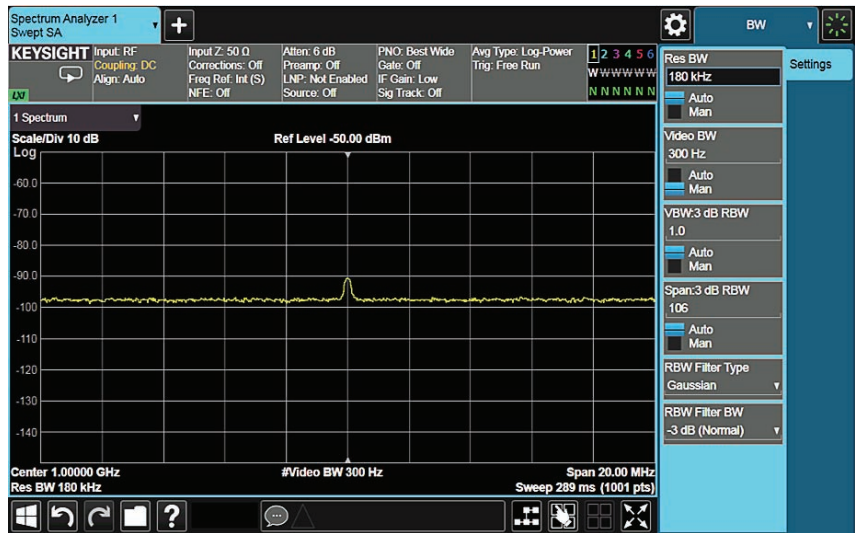 Spectrum Analyzer 1
Swept SA
+
BW
KEYSIGHT
LXI
Input: RF
Coupling: DC
Align: Auto
Input Z: 50 Ω
Corrections: Off
Freq Ref: Int (S)
NFE: Off
Atten: 6 dB
Preamp: Off
LNP: Not Enabled
Source: Off
PNO: Best Wide
Gate: Off
IF Gain: Low
Sig Track: Off
Avg Type: Log-Power
Trig: Free Run
1 2 3 4 5 6
W W W W W W
N N N N N N
1 Spectrum
Scale/Div 10 dB
Ref Level -50.00 dBm
Log
-60.0
-70.0
-80.0
-90.0
-100
-110
-120
-130
-140
Center 1.00000 GHz
#Video BW 300 Hz
Span 20.00 MHz
Res BW 180 kHz
Sweep 289 ms (1001 pts)
Res BW
180 kHz
Auto
Man
Video BW
300 Hz
Auto
Man
VBW:3 dB RBW
1.0
Auto
Man
Span:3 dB RBW
106
Auto
Man
RBW Filter Type
Gaussian
RBW Filter BW
-3 dB (Normal)
Settings
?